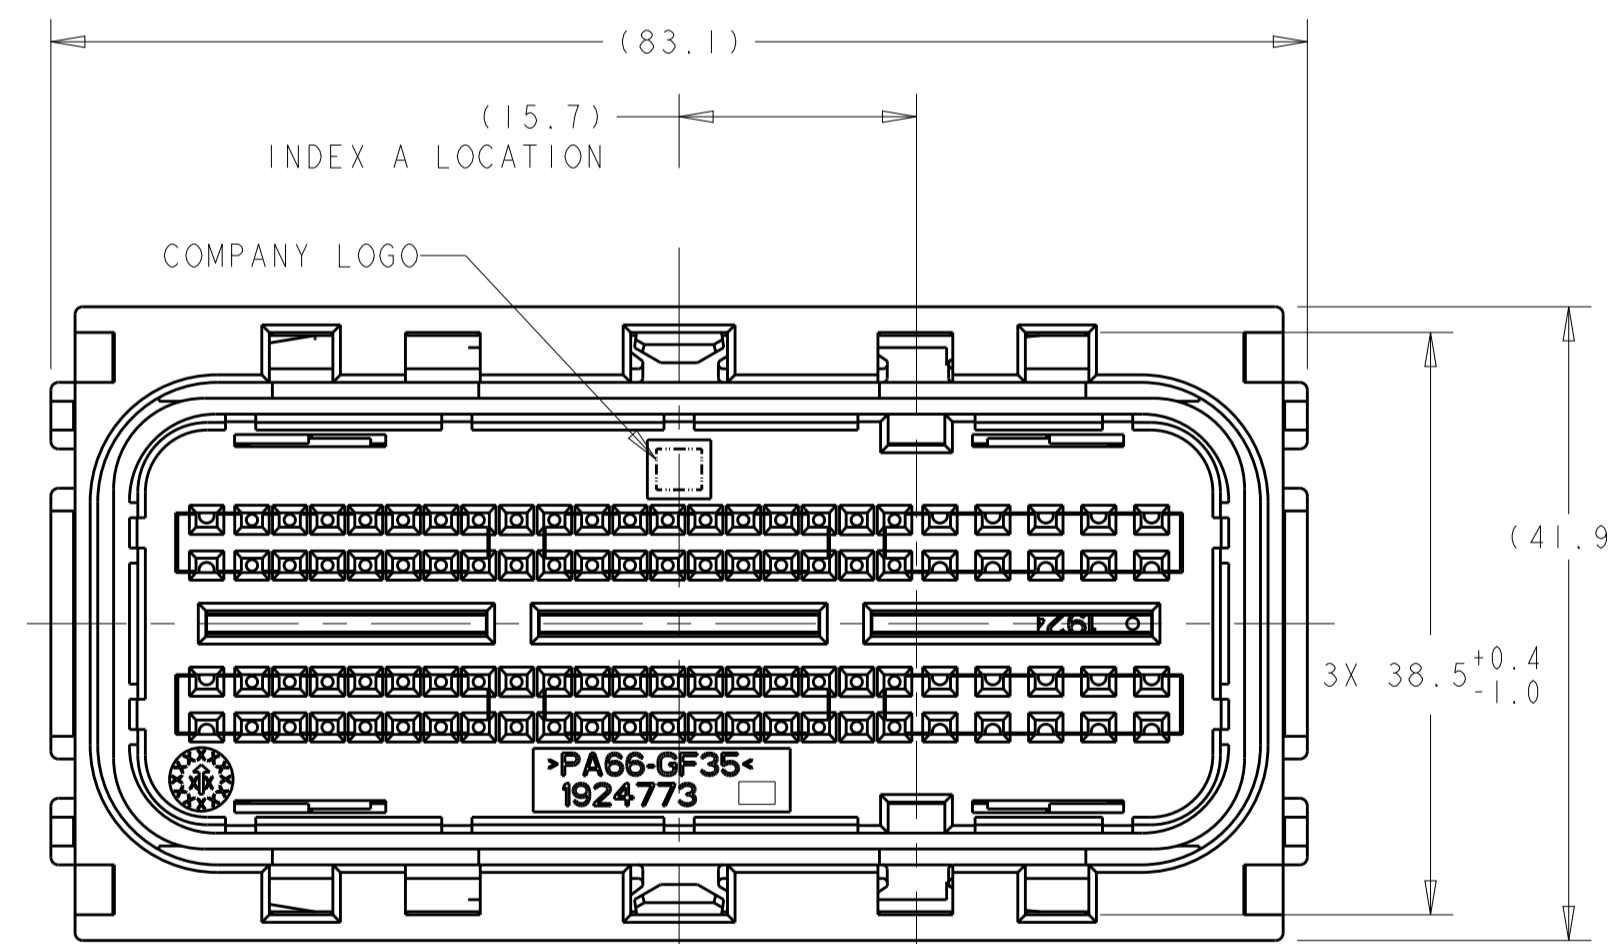 (83.1)
(15.7)
INDEX A LOCATION
COMPANY LOGO
(41.9
3X 38.5 +0.4
-1.0
>PA66-GF35<
1924773